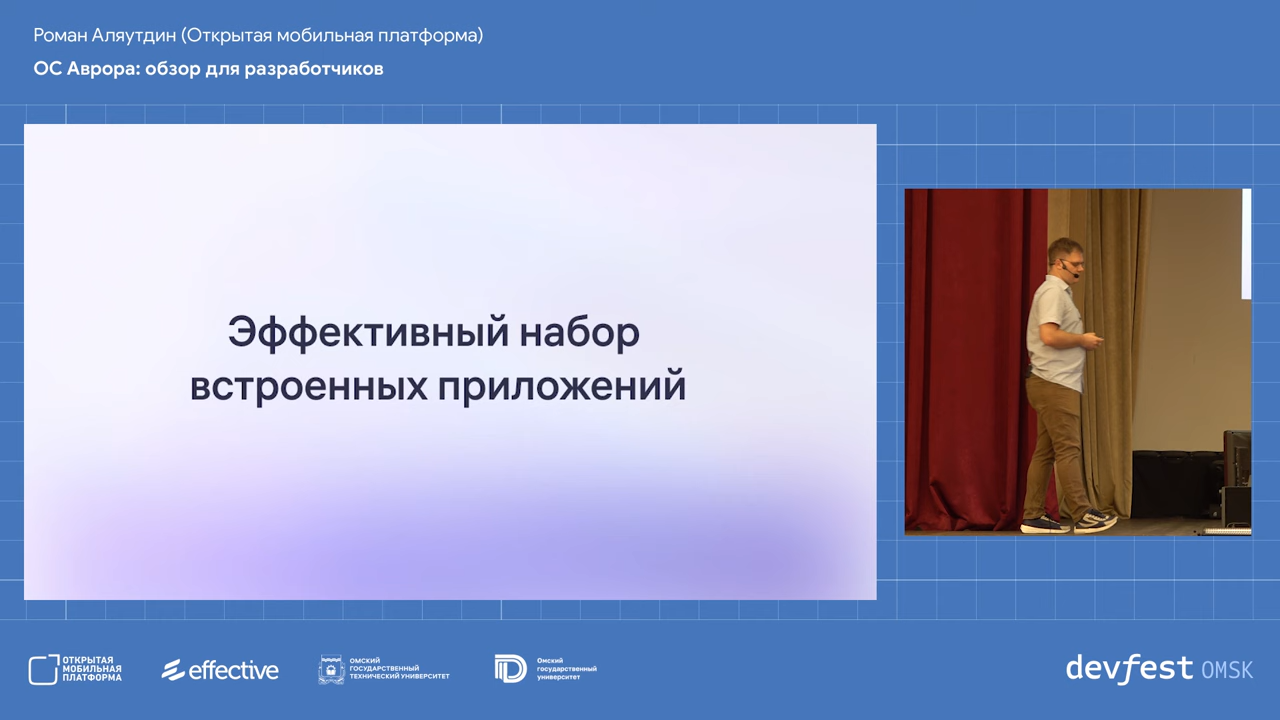 Роман Аляутдин (Открытая мобильная платформа)
ОС Аврора: обзор для разработчиков
Эффективный набор
встроенных приложений
ОТКРЫТАЯ
МОБИЛЬНАЯ
ПЛАТФОРМА
effective
ОМСКИЙ
ГОСУДАРСТВЕННЫЙ
ТЕХНИЧЕСКИЙ УНИВЕРСИТЕТ
Омский
государственный
университет
devfest OMSK